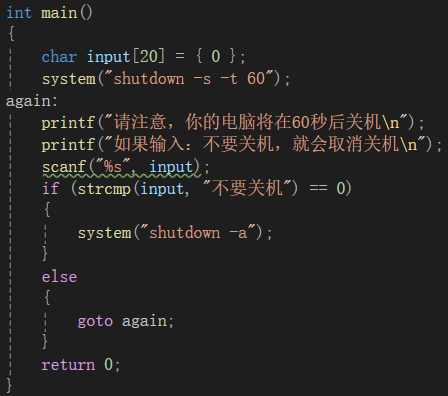 int main()
{
char input[20] = { 0 };
system("shutdown -s -t 60");
again:
printf("请注意，你的电脑将在60秒后关机\n");
printf("如果输入：不要关机，就会取消关机\n");
scanf("%s", input);
if (strcmp(input, "不要关机") == 0)
{
system("shutdown -a");
}
else
{
goto again;
}
return 0;
}